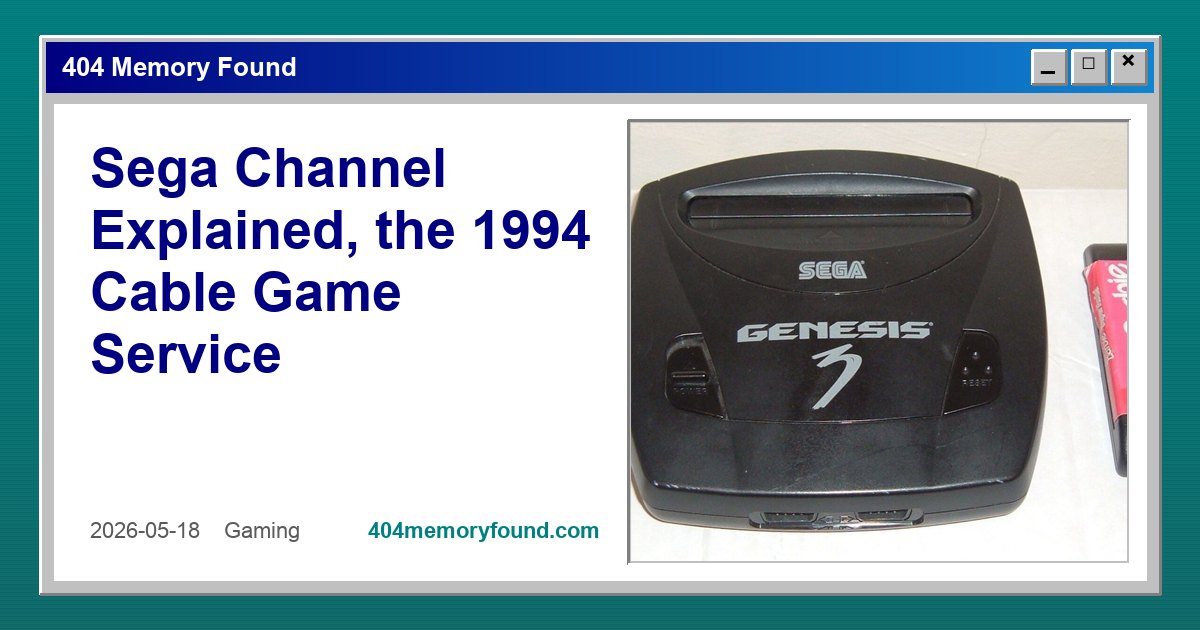 404 Memory Found
Sega Channel
Explained, the 1994
Cable Game
Service
2026-05-18 Gaming 404memoryfound.com
SEGA
GENESIS
3
POWER
RESET